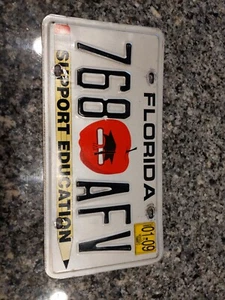 FLORIDA
01-09
768 AFV
SUPPORT EDUCATION